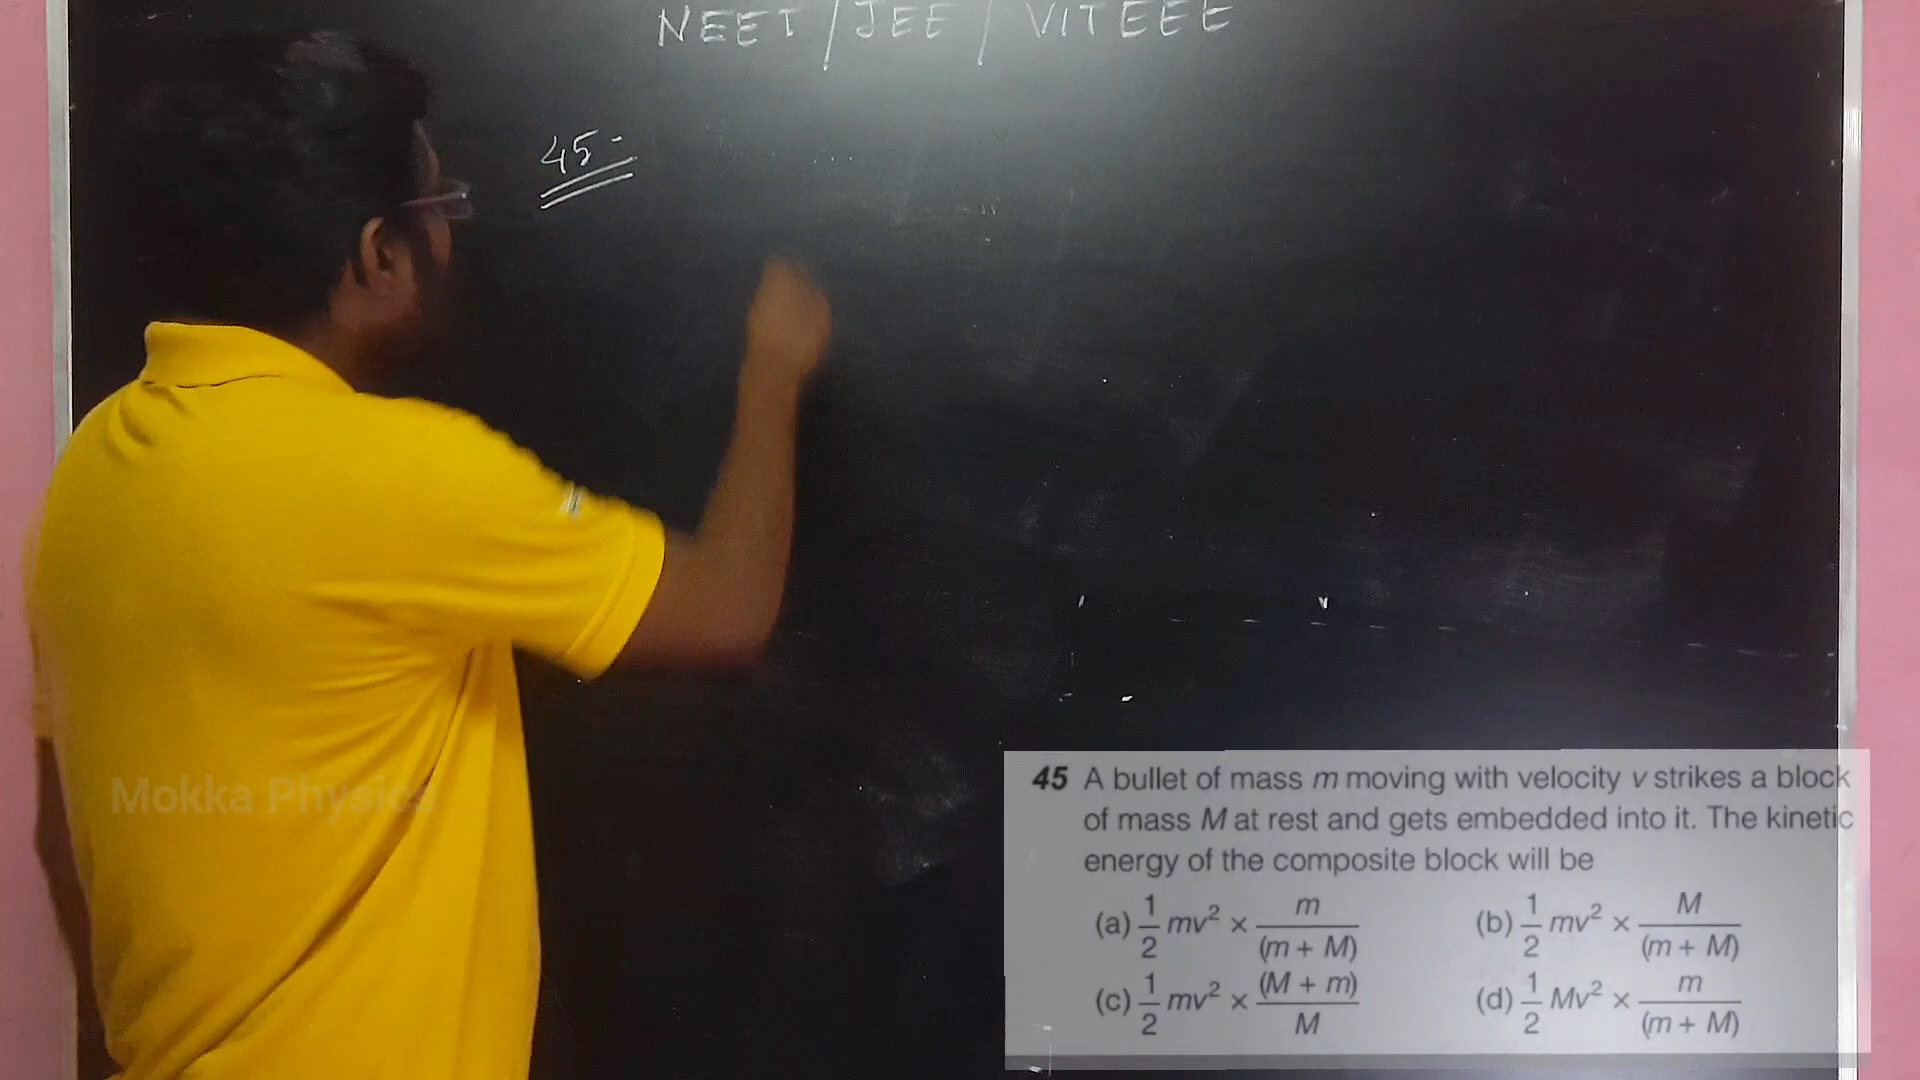 NEET / JEE / VITEEE
45-
Mokka Physics
45 A bullet of mass m moving with velocity v strikes a block
of mass M at rest and gets embedded into it. The kinetic
energy of the composite block will be
(a) 1/2 mv² × m/(m + M) (b) 1/2 mv² × M/(m + M)
(c) 1/2 mv² × (M + m)/M (d) 1/2 Mv² × m/(m + M)